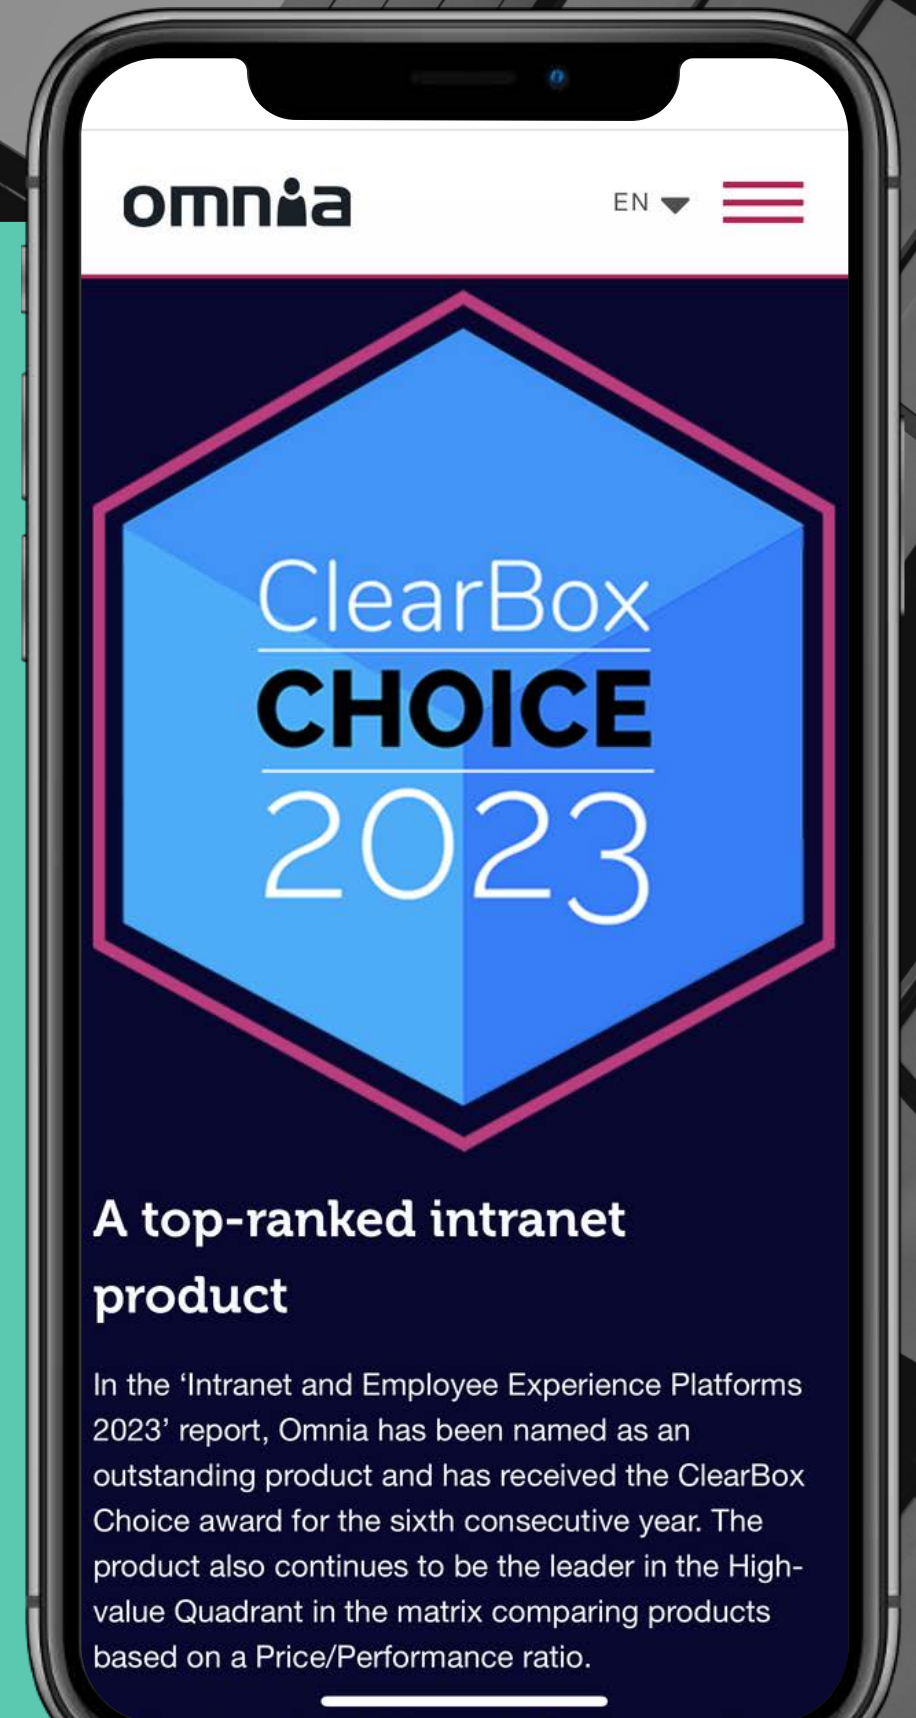 omnia
EN
ClearBox
CHOICE
2023
A top-ranked intranet
product
In the ‘Intranet and Employee Experience Platforms
2023’ report, Omnia has been named as an
outstanding product and has received the ClearBox
Choice award for the sixth consecutive year. The
product also continues to be the leader in the High-
value Quadrant in the matrix comparing products
based on a Price/Performance ratio.